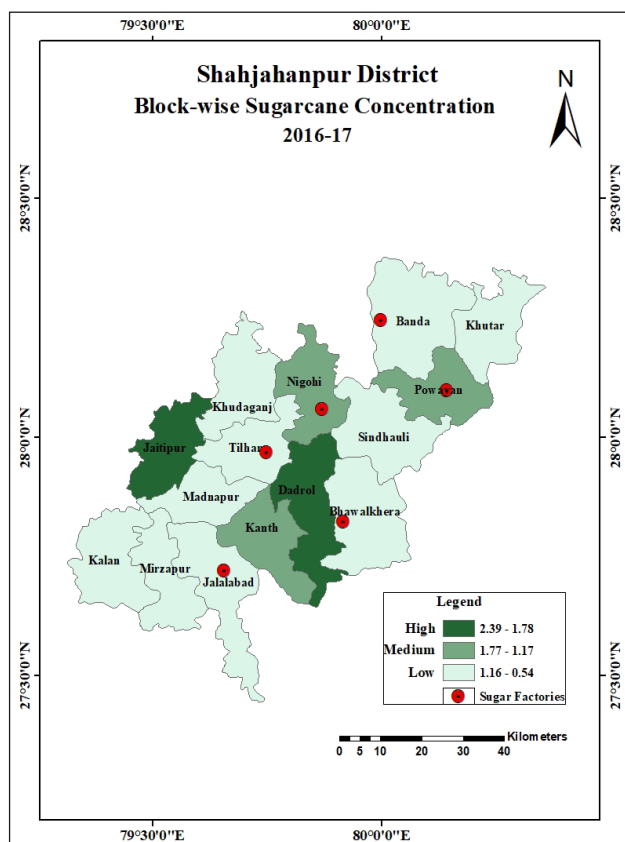 79°30'0"E
80°0'0"E
Shahjahanpur District
Block-wise Sugarcane Concentration
2016-17
N
28°30'0"N
28°30'0"N
Banda
Khutar
Nigohi
Powayan
Khudaganj
28°0'0"N
28°0'0"N
Jaitipur
Tilhar
Sindhauli
Madnapur
Dadrol
Bhawalkhera
Kanth
Kalan
Mirzapur
Jalalabad
Legend
High 2.39 - 1.78
Medium 1.77 - 1.17
Low 1.16 - 0.54
Sugar Factories
27°30'0"N
27°30'0"N
Kilometers
0 5 10 20 30 40
79°30'0"E
80°0'0"E